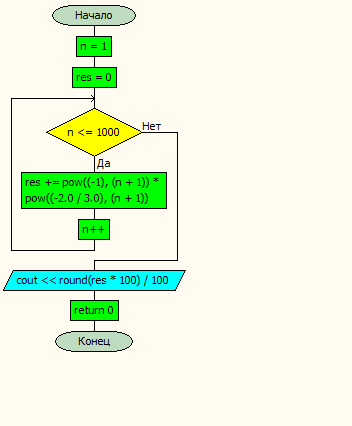 Начало
n = 1
res = 0
n <= 1000
Нет
Да
res += pow((-1), (n + 1)) *
pow((-2.0 / 3.0), (n + 1))
n++
cout << round(res * 100) / 100
return 0
Конец